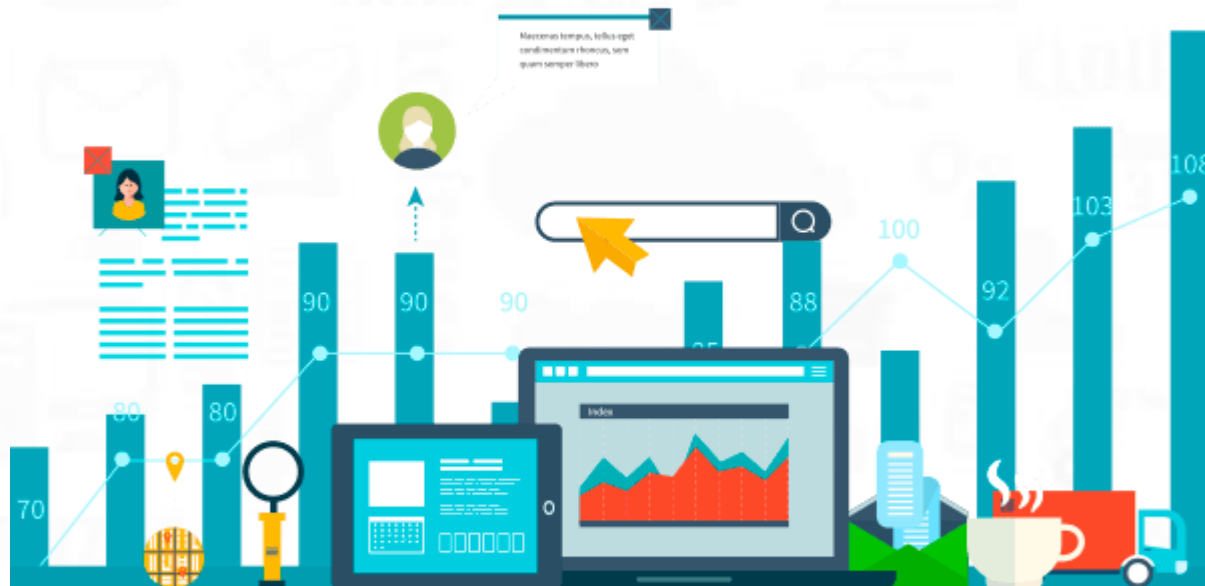 Maecenas tempus, tellus eget
condimentum rhoncus, sem
quam semper libero
108
103
100
90
90
90
88
92
80
80
Index
70